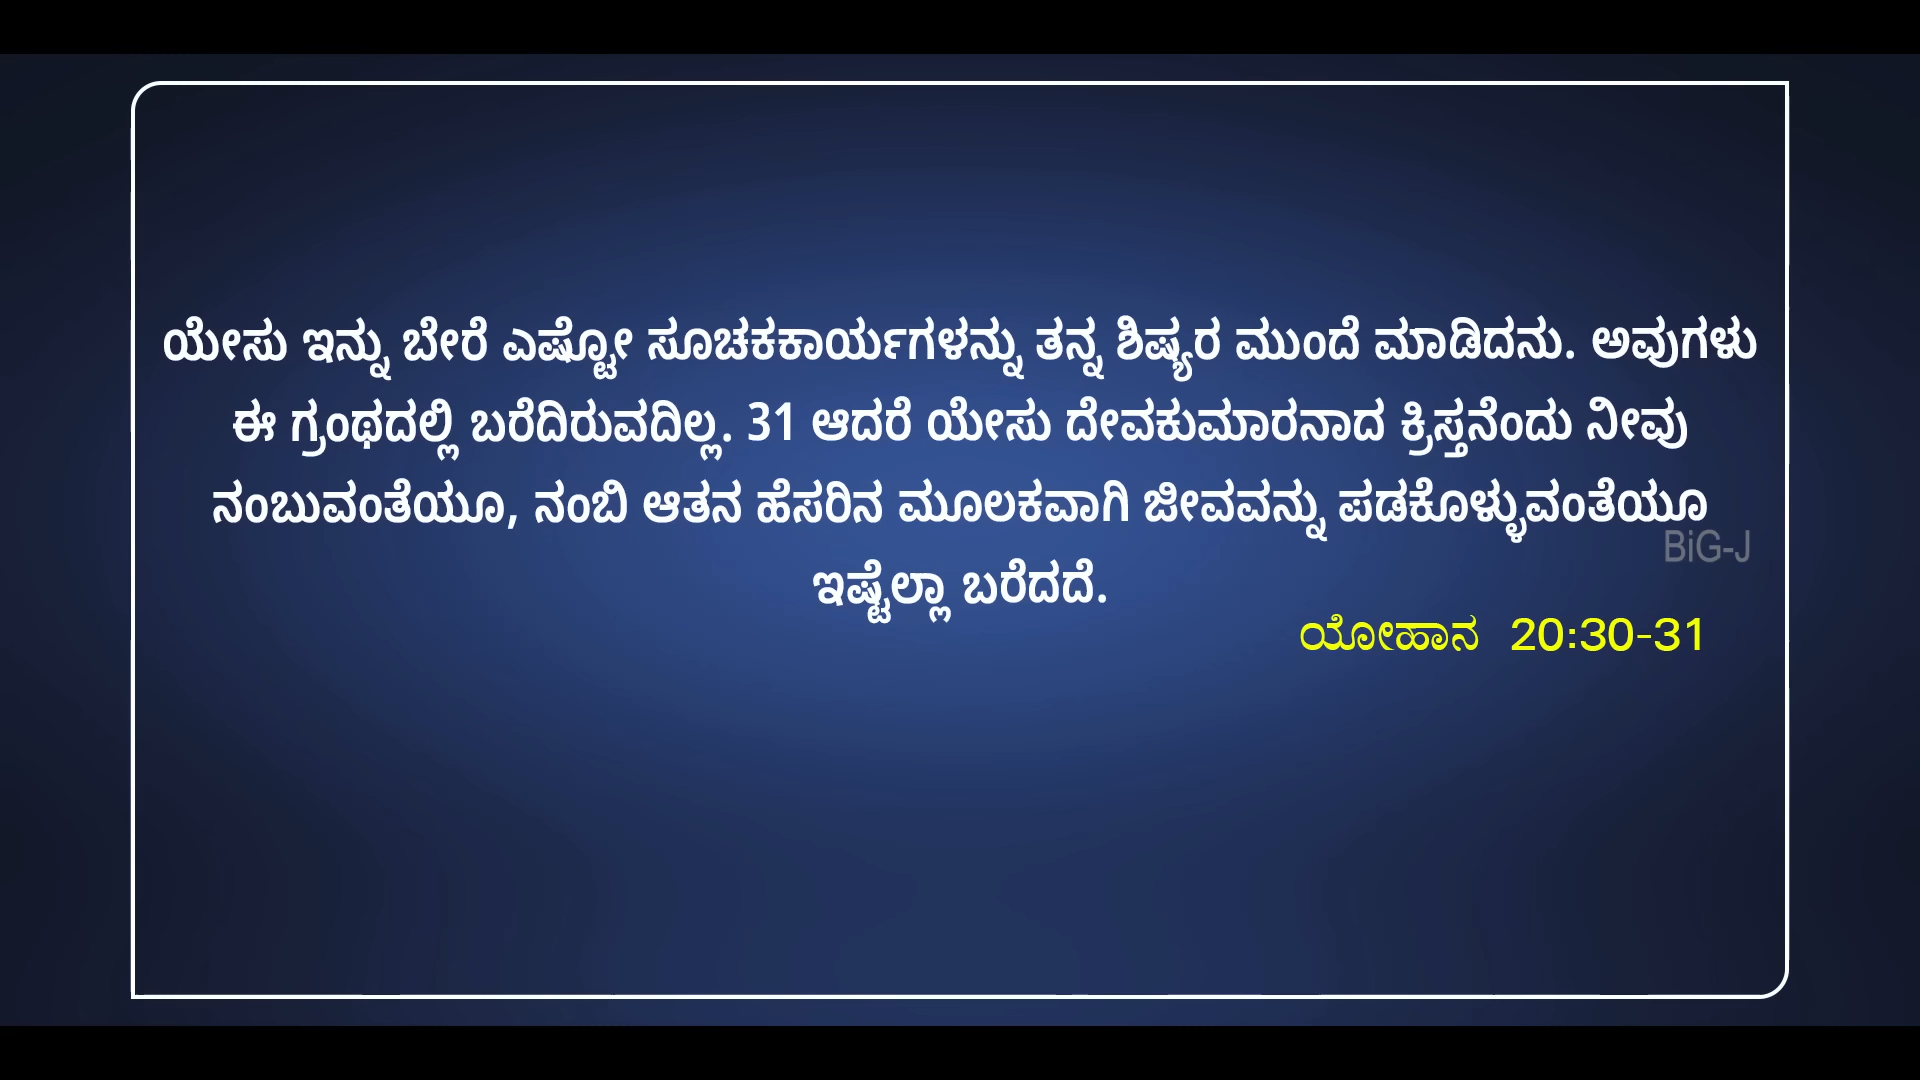 ಯೇಸು ಇನ್ನು ಬೇರೆ ಎಷ್ಟೋ ಸೂಚಕಕಾರ್ಯಗಳನ್ನು ತನ್ನ ಶಿಷ್ಯರ ಮುಂದೆ ಮಾಡಿದನು. ಅವುಗಳು
ಈ ಗ್ರಂಥದಲ್ಲಿ ಬರೆದಿರುವದಿಲ್ಲ. 31 ಆದರೆ ಯೇಸು ದೇವಕುಮಾರನಾದ ಕ್ರಿಸ್ತನೆಂದು ನೀವು
ನಂಬುವಂತೆಯೂ, ನಂಬಿ ಆತನ ಹೆಸರಿನ ಮೂಲಕವಾಗಿ ಜೀವವನ್ನು ಪಡಕೊಳ್ಳುವಂತೆಯೂ
BiG-J
ಇಷ್ಟೆಲ್ಲಾ ಬರೆದದೆ.
ಯೋಹಾನ 20:30-31